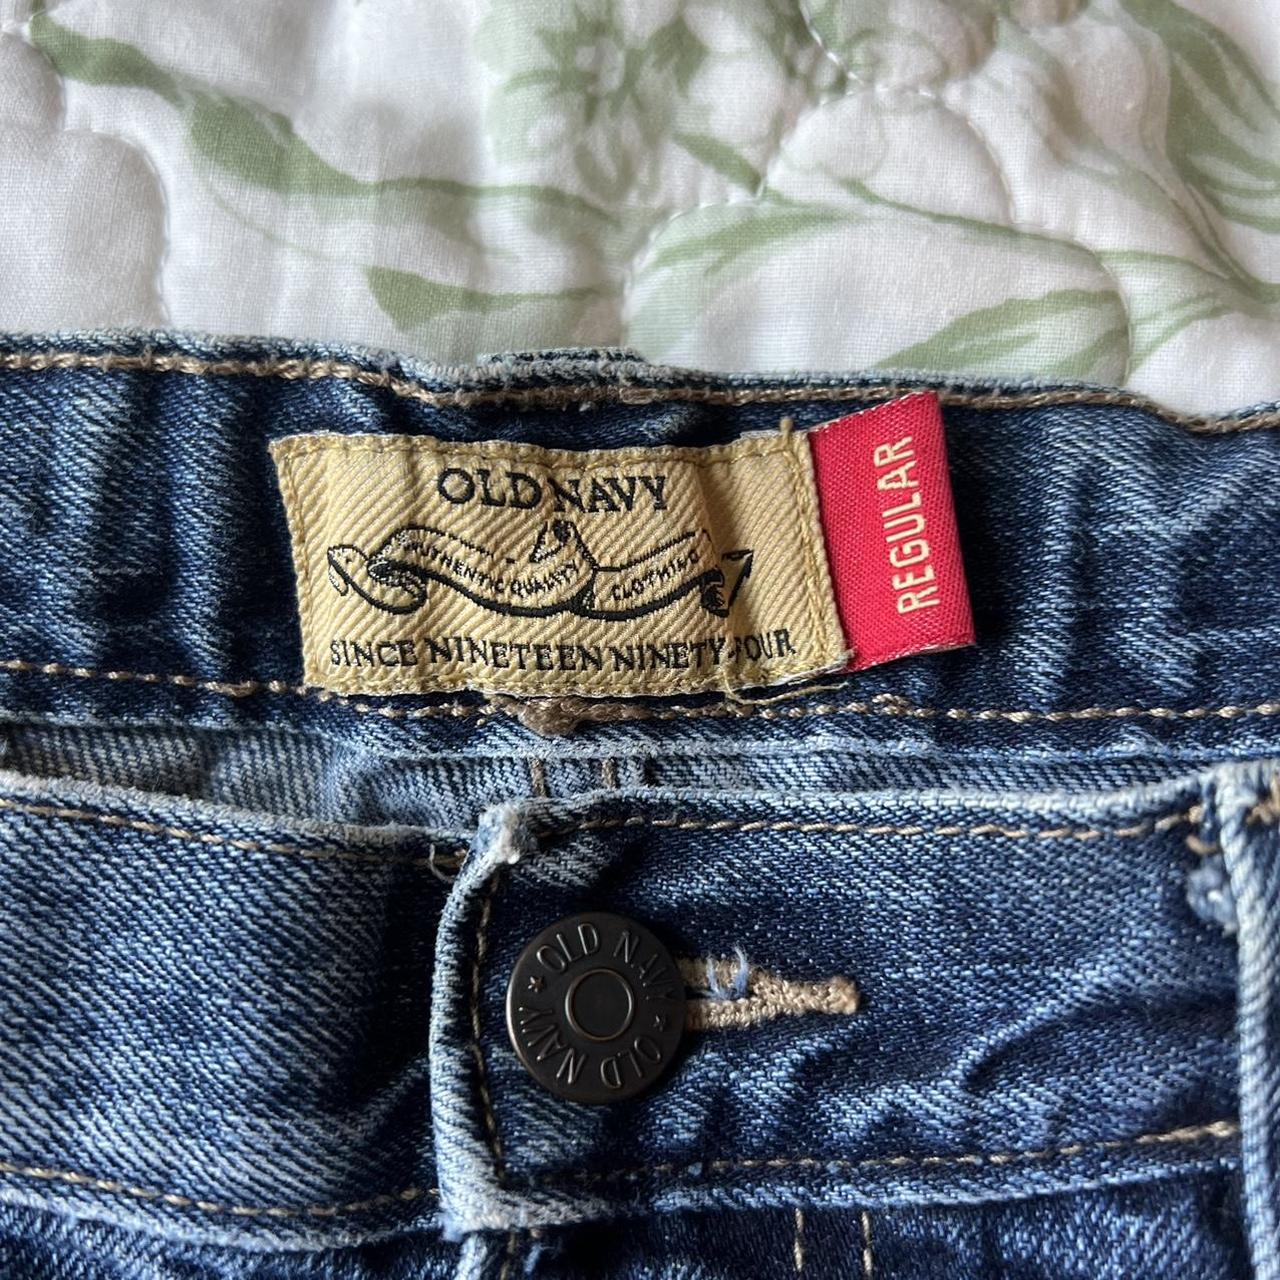 OLD NAVY
AUTHENTIC QUALITY CLOTHING
SINCE NINETEEN NINETY-FOUR
REGULAR
OLD NAVY * OLD NAVY *